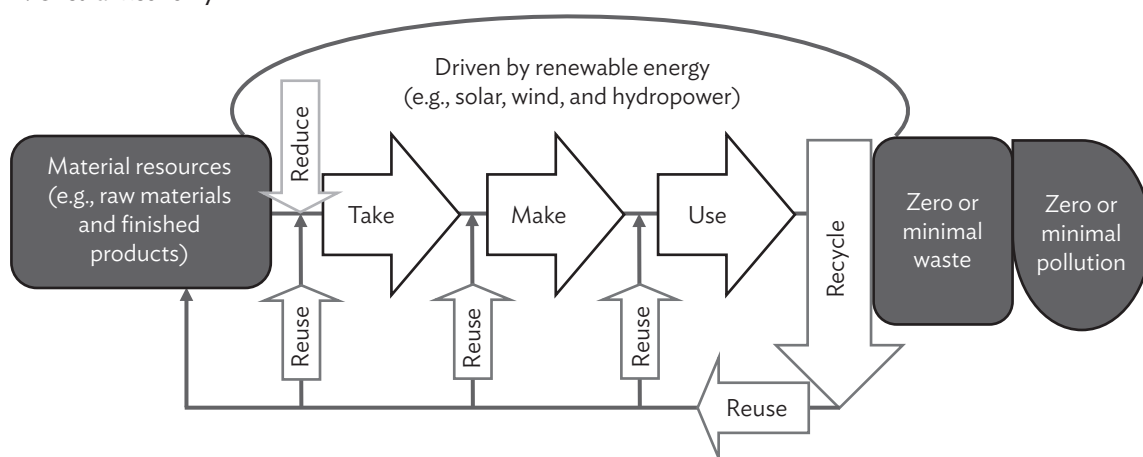 Driven by renewable energy
(e.g., solar, wind, and hydropower)
Reduce
Material resources
(e.g., raw materials
and finished
products)
Take
Make
Use
Recycle
Zero or
minimal
waste
Zero or
minimal
pollution
Reuse
Reuse
Reuse
Reuse